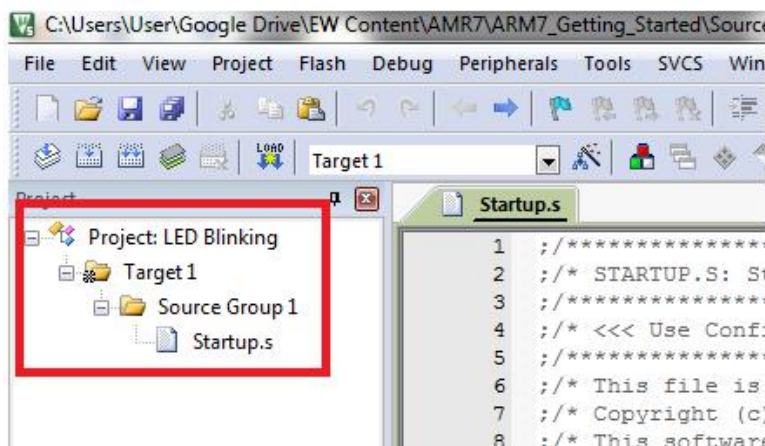 C:\Users\User\Google Drive\EW Content\AMR7\ARM7_Getting_Started\Source
File Edit View Project Flash Debug Peripherals Tools SVCS Win
LOAD
Target 1
Project
Startup.s
Project: LED Blinking
Target 1
Source Group 1
Startup.s
1 ;/***************
2 ;/* STARTUP.S: St
3 ;/***************
4 ;/* <<< Use Confi
5 ;/***************
6 ;/* This file is
7 ;/* Copyright (c)
8 ;/* This software